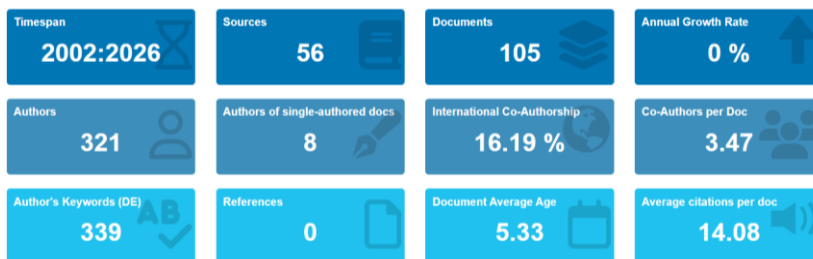 Timespan
2002:2026
Sources
56
Documents
105
Annual Growth Rate
0 %
Authors
321
Authors of single-authored docs
8
International Co-Authorship
16.19 %
Co-Authors per Doc
3.47
Author's Keywords (DE)
339
AB
References
0
Document Average Age
5.33
Average citations per doc
14.08